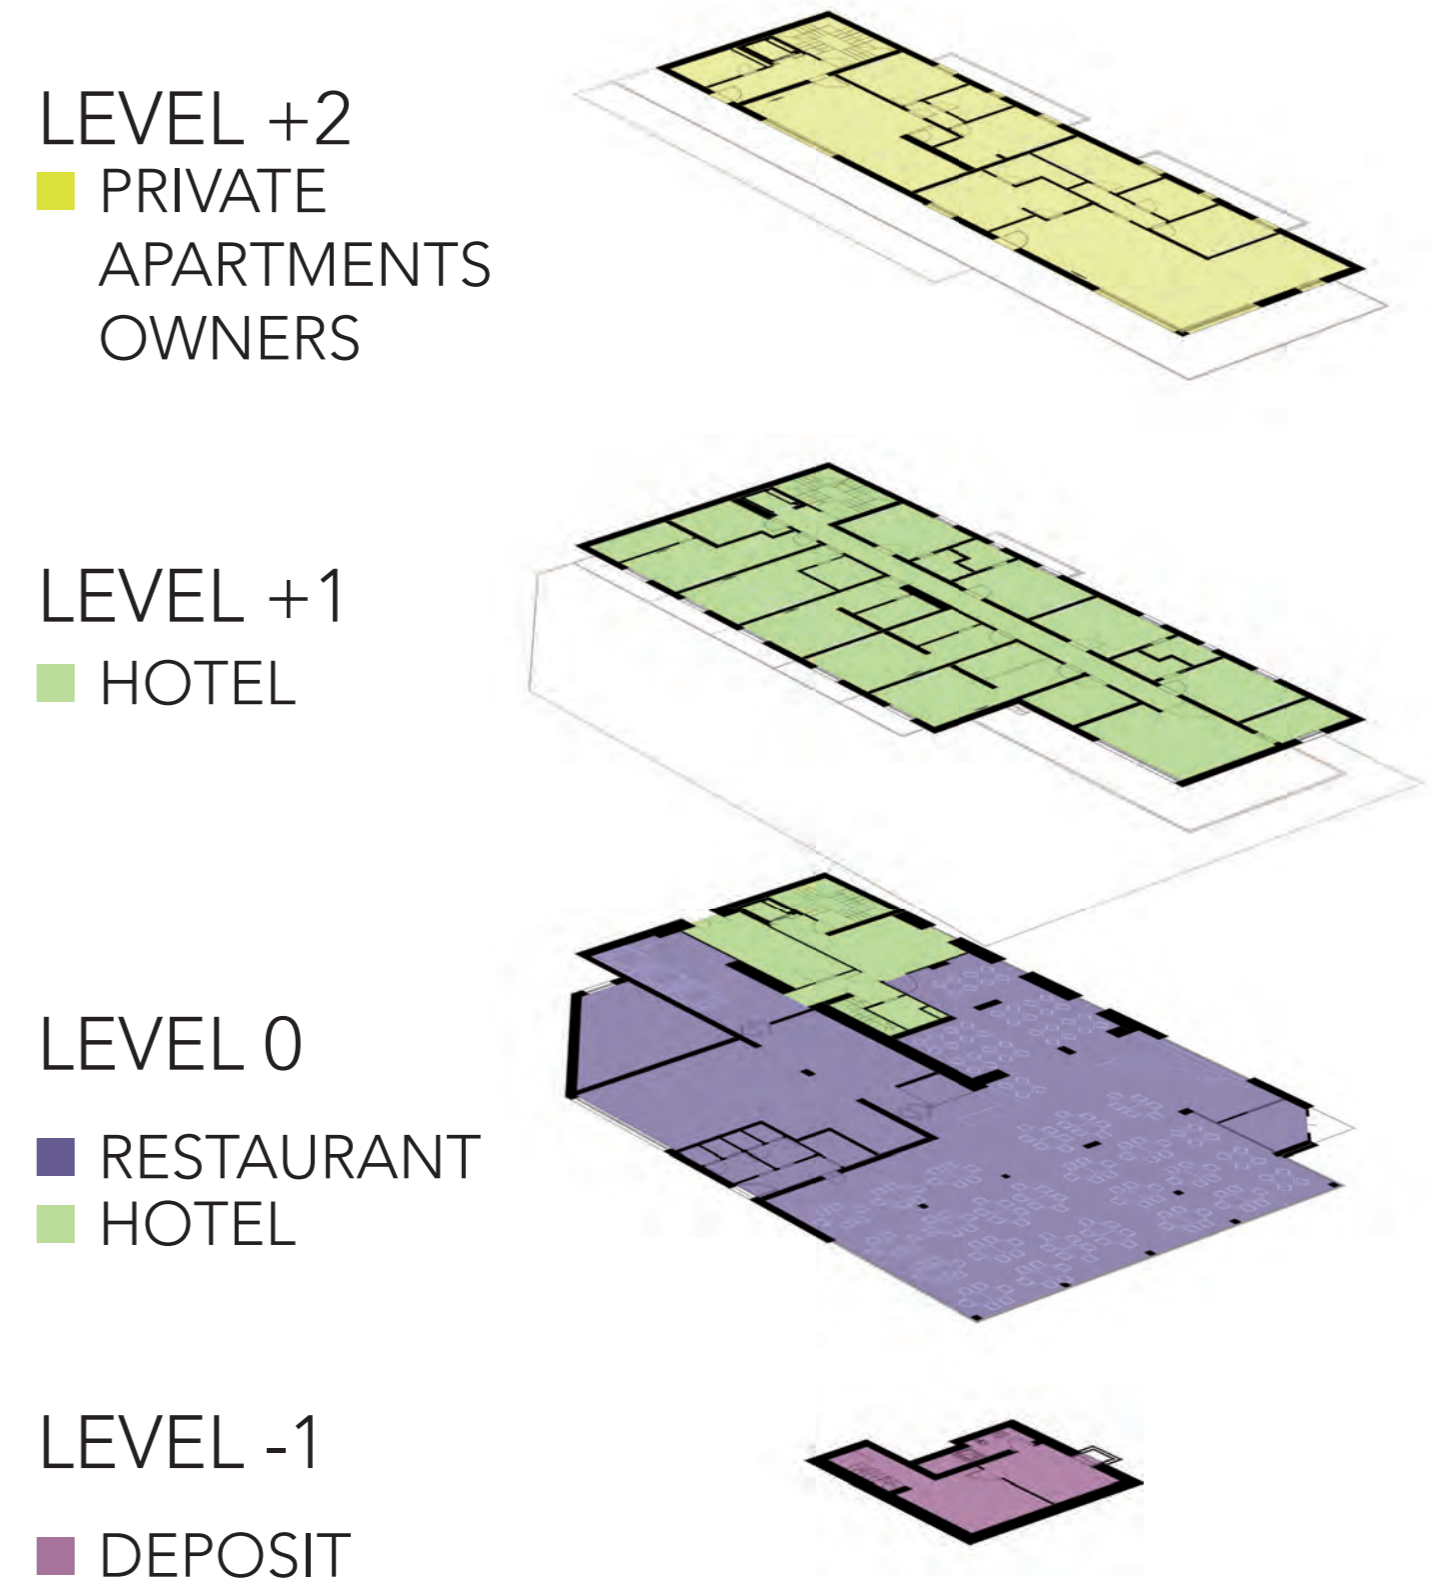 LEVEL +2
PRIVATE
APARTMENTS
OWNERS
LEVEL +1
HOTEL
LEVEL 0
RESTAURANT
HOTEL
LEVEL -1
DEPOSIT